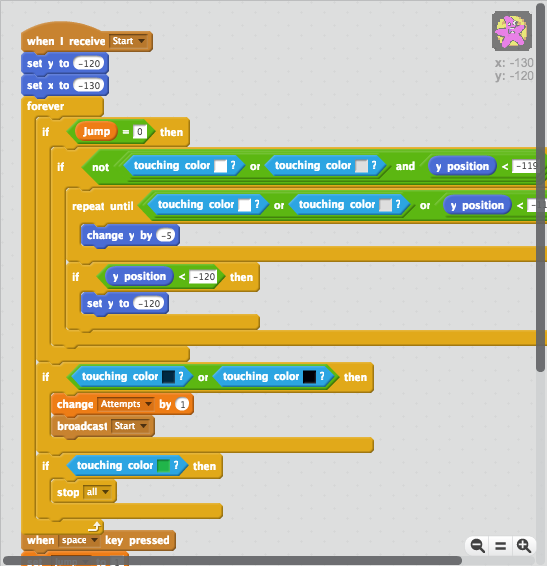 when I receive Start
x: -130
y: -120
set y to -120
set x to -130
forever
if Jump = 0 then
if not touching color ? or touching color ? and y position < -119
repeat until touching color ? or touching color ? or y position <
change y by -5
if y position < -120 then
set y to -120
if touching color ? or touching color ? then
change Attempts by 1
broadcast Start
if touching color ? then
stop all
when space key pressed